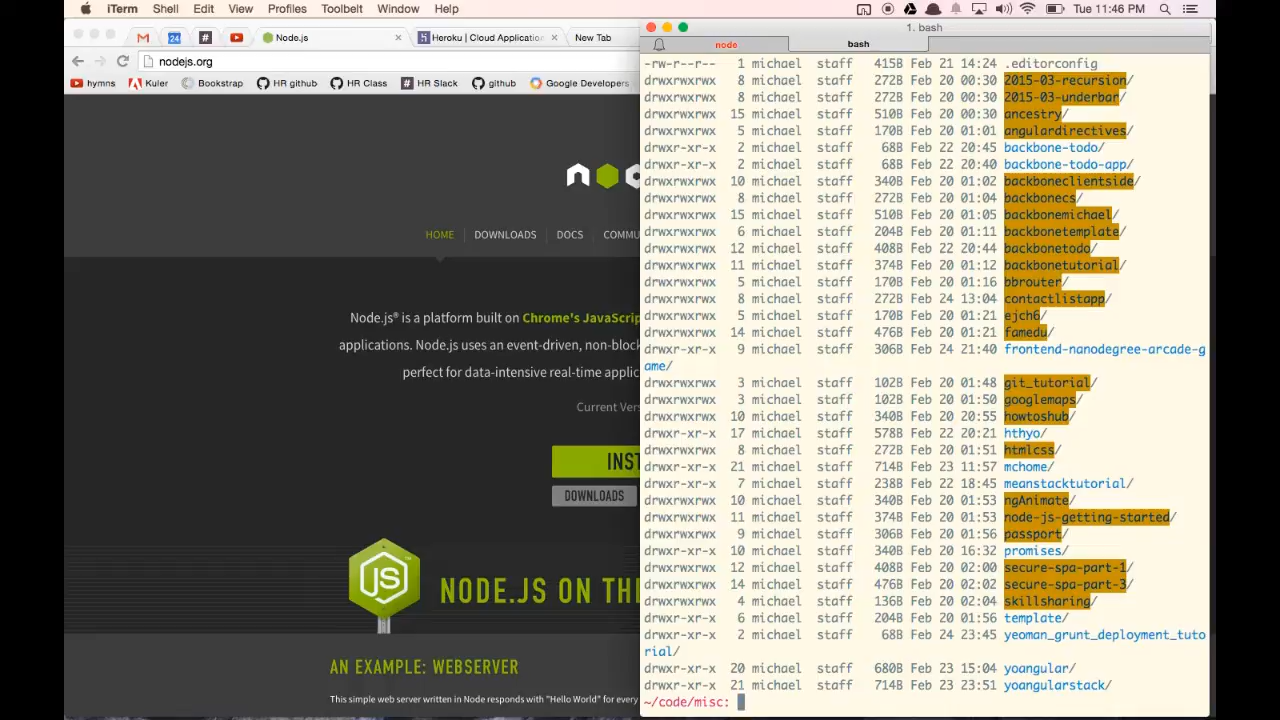 iTerm Shell Edit View Profiles Toolbelt Window Help Tue 11:46 PM
24 # Node.js Heroku | Cloud Application New Tab
nodejs.org
hymns Kuler Bootstrap HR github HR Class HR Slack github Google Developers
HOME DOWNLOADS DOCS COMMU
Node.js® is a platform built on Chrome's JavaScrip
applications. Node.js uses an event-driven, non-block
perfect for data-intensive real-time applic
Current Vers
INST
DOWNLOADS
JS
NODE.JS ON TH
AN EXAMPLE: WEBSERVER
This simple web server written in Node responds with "Hello World" for every
1. bash
node bash
-rw-r--r-- 1 michael staff 415B Feb 21 14:24 .editorconfig
drwxrwxrwx 8 michael staff 272B Feb 20 00:30 2015-03-recursion/
drwxrwxrwx 8 michael staff 272B Feb 20 00:30 2015-03-underbar/
drwxrwxrwx 15 michael staff 510B Feb 20 00:30 ancestry/
drwxrwxrwx 5 michael staff 170B Feb 20 01:01 angulardirectives/
drwxr-xr-x 2 michael staff 68B Feb 22 20:45 backbone-todo/
drwxr-xr-x 2 michael staff 68B Feb 22 20:40 backbone-todo-app/
drwxrwxrwx 10 michael staff 340B Feb 20 01:02 backboneclientside/
drwxrwxrwx 8 michael staff 272B Feb 20 01:04 backbonecs/
drwxrwxrwx 15 michael staff 510B Feb 20 01:05 backbonemichael/
drwxrwxrwx 6 michael staff 204B Feb 20 01:11 backbonetemplate/
drwxrwxrwx 12 michael staff 408B Feb 22 20:44 backbonetodo/
drwxrwxrwx 11 michael staff 374B Feb 20 01:12 backbonetutorial/
drwxrwxrwx 5 michael staff 170B Feb 20 01:16 bbrouter/
drwxrwxrwx 8 michael staff 272B Feb 24 13:04 contactlistapp/
drwxrwxrwx 5 michael staff 170B Feb 20 01:21 ejch6/
drwxrwxrwx 14 michael staff 476B Feb 20 01:21 famedu/
drwxr-xr-x 9 michael staff 306B Feb 24 21:40 frontend-nanodegree-arcade-g
ame/
drwxrwxrwx 3 michael staff 102B Feb 20 01:48 git_tutorial/
drwxrwxrwx 3 michael staff 102B Feb 20 01:50 googlemaps/
drwxrwxrwx 10 michael staff 340B Feb 20 20:55 howtoshub/
drwxr-xr-x 17 michael staff 578B Feb 22 20:21 hthyo/
drwxrwxrwx 8 michael staff 272B Feb 20 01:51 htmlcss/
drwxr-xr-x 21 michael staff 714B Feb 23 11:57 mchome/
drwxr-xr-x 7 michael staff 238B Feb 22 18:45 meanstacktutorial/
drwxrwxrwx 10 michael staff 340B Feb 20 01:53 ngAnimate/
drwxrwxrwx 11 michael staff 374B Feb 20 01:53 node-js-getting-started/
drwxrwxrwx 9 michael staff 306B Feb 20 01:56 passport/
drwxr-xr-x 10 michael staff 340B Feb 20 16:32 promises/
drwxrwxrwx 12 michael staff 408B Feb 20 02:00 secure-spa-part-1/
drwxrwxrwx 14 michael staff 476B Feb 20 02:02 secure-spa-part-3/
drwxrwxrwx 4 michael staff 136B Feb 20 02:04 skillsharing/
drwxr-xr-x 6 michael staff 204B Feb 20 01:56 template/
drwxr-xr-x 2 michael staff 68B Feb 24 23:45 yeoman_grunt_deployment_tuto
rial/
drwxr-xr-x 20 michael staff 680B Feb 23 15:04 yoangular/
drwxr-xr-x 21 michael staff 714B Feb 23 23:51 yoangularstack/
~/code/misc: